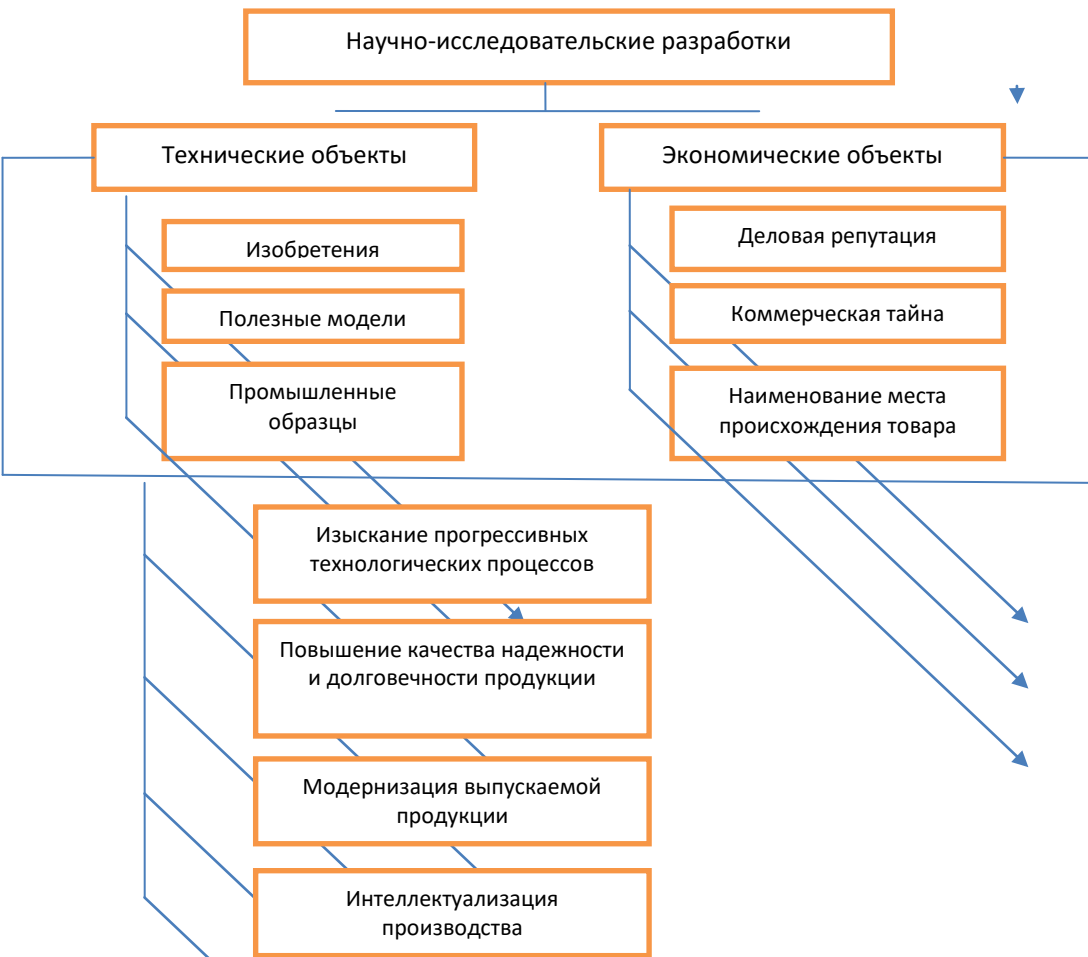 Научно-исследовательские разработки
Технические объекты
Экономические объекты
Изобретения
Деловая репутация
Полезные модели
Коммерческая тайна
Промышленные
образцы
Наименование места
происхождения товара
Изыскание прогрессивных
технологических процессов
Повышение качества надежности
и долговечности продукции
Модернизация выпускаемой
продукции
Интеллектуализация
производства